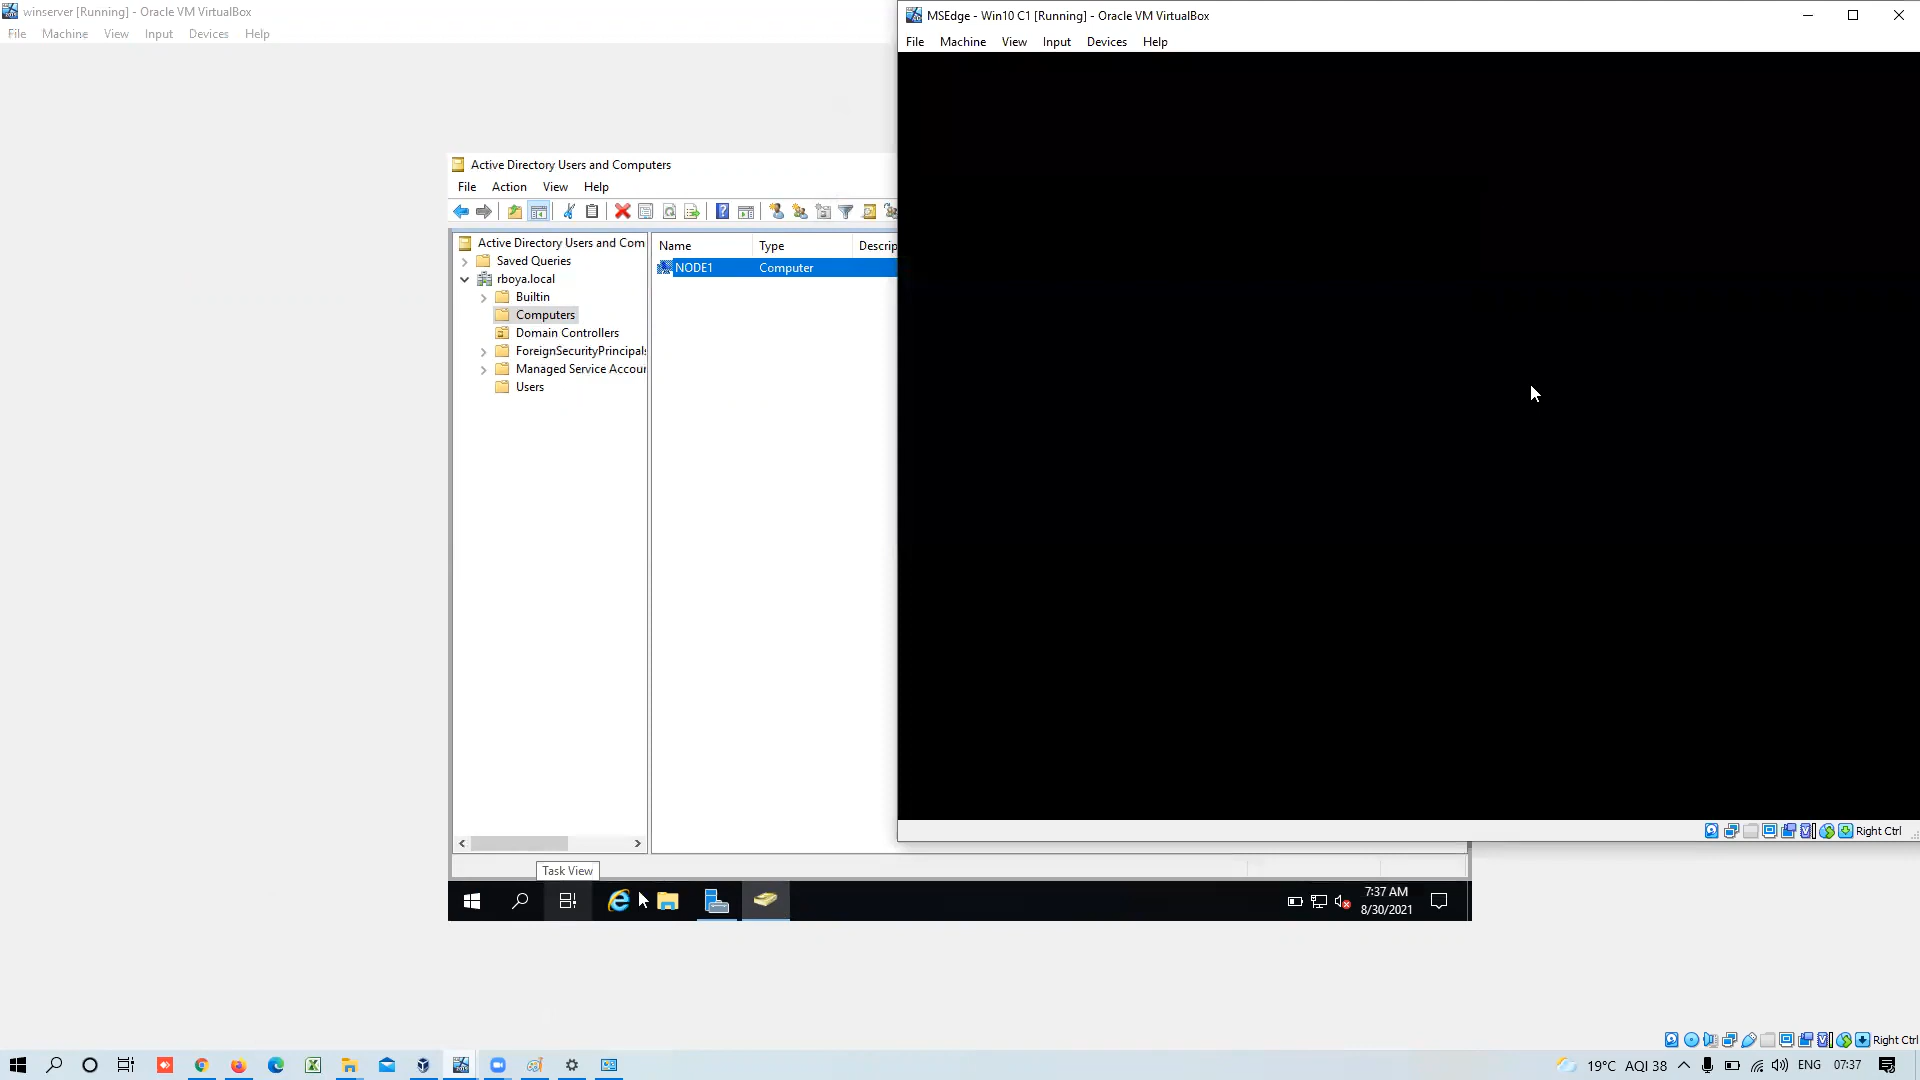 winserver [Running] - Oracle VM VirtualBox
File Machine View Input Devices Help
MSEdge - Win10 C1 [Running] - Oracle VM VirtualBox
File Machine View Input Devices Help
Active Directory Users and Computers
File Action View Help
Active Directory Users and Com
Saved Queries
rboya.local
Builtin
Computers
Domain Controllers
ForeignSecurityPrincipals
Managed Service Accour
Users
Name Type Descrip
NODE1 Computer
Right Ctrl
Task View
7:37 AM
8/30/2021
Right Ctrl
19°C AQI 38 ENG 07:37